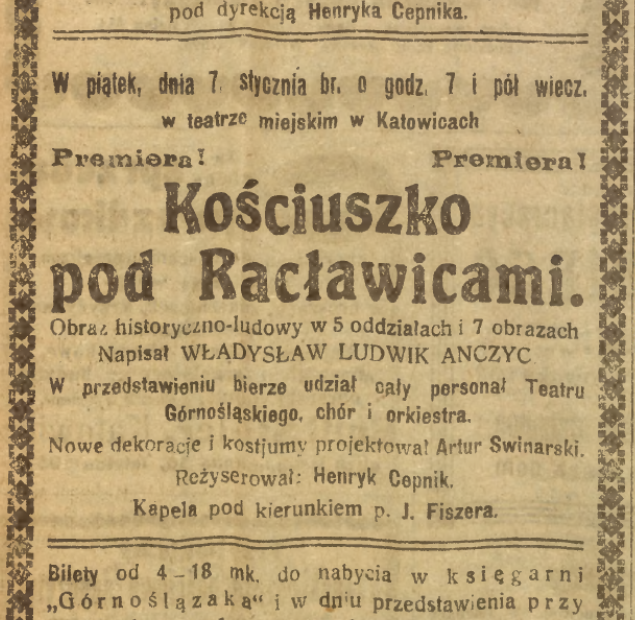 pod dyrekcją Henryka Cepnika.
W piątek, dnia 7. stycznia br. o godz. 7 i pół wiecz.
w teatrze miejskim w Katowicach
Premiera! Premiera!
Kościuszko
pod Racławicami.
Obraz historyczno-ludowy w 5 oddziałach i 7 obrazach
Napisał WŁADYSŁAW LUDWIK ANCZYC
W przedstawieniu bierze udział cały personał Teatru
Górnośląskiego, chór i orkiestra.
Nowe dekoracje i kostjumy projektował Artur Swinarski.
Reżyserował: Henryk Cepnik.
Kapela pod kierunkiem p. J. Fiszera.
Bilety od 4–18 mk. do nabycia w księgarni
„Górnoślązaka“ i w dniu przedstawienia przy